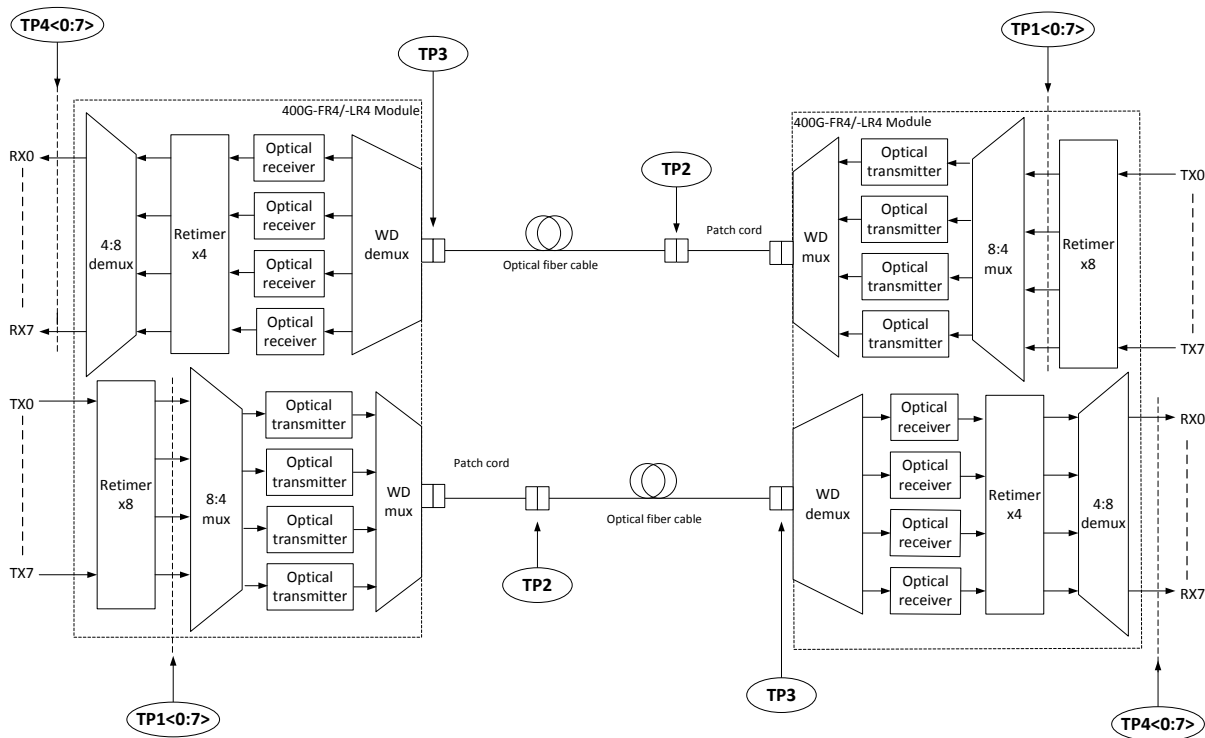 TP4<0:7>
TP1<0:7>
TP3
400G-FR4/-LR4 Module
RX0
RX7
4:8
demux
Retimer
x4
Optical
receiver
Optical
receiver
Optical
receiver
Optical
receiver
WD
demux
Optical fiber cable
TP2
Patch cord
400G-FR4/-LR4 Module
WD
mux
Optical
transmitter
Optical
transmitter
Optical
transmitter
Optical
transmitter
8:4
mux
Retimer
x8
TX0
TX7
TX0
TX7
Retimer
x8
8:4
mux
Optical
transmitter
Optical
transmitter
Optical
transmitter
Optical
transmitter
WD
mux
Patch cord
TP2
Optical fiber cable
WD
demux
Optical
receiver
Optical
receiver
Optical
receiver
Optical
receiver
Retimer
x4
4:8
demux
RX0
RX7
TP1<0:7>
TP3
TP4<0:7>